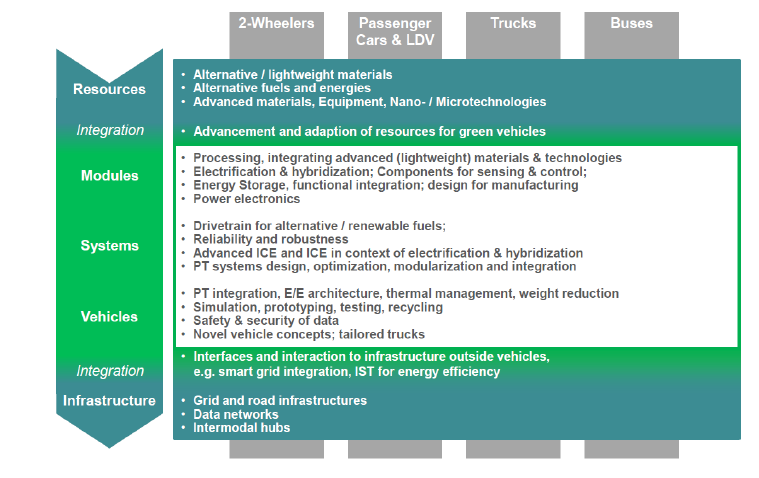 2-Wheelers
Passenger
Cars & LDV
Trucks
Buses
Resources
• Alternative / lightweight materials
• Alternative fuels and energies
• Advanced materials, Equipment, Nano- / Microtechnologies
Integration
• Advancement and adaption of resources for green vehicles
Modules
• Processing, integrating advanced (lightweight) materials & technologies
• Electrification & hybridization; Components for sensing & control;
• Energy Storage, functional integration; design for manufacturing
• Power electronics
Systems
• Drivetrain for alternative / renewable fuels;
• Reliability and robustness
• Advanced ICE and ICE in context of electrification & hybridization
• PT systems design, optimization, modularization and integration
Vehicles
• PT integration, E/E architecture, thermal management, weight reduction
• Simulation, prototyping, testing, recycling
• Safety & security of data
• Novel vehicle concepts; tailored trucks
Integration
• Interfaces and interaction to infrastructure outside vehicles,
e.g. smart grid integration, IST for energy efficiency
Infrastructure
• Grid and road infrastructures
• Data networks
• Intermodal hubs